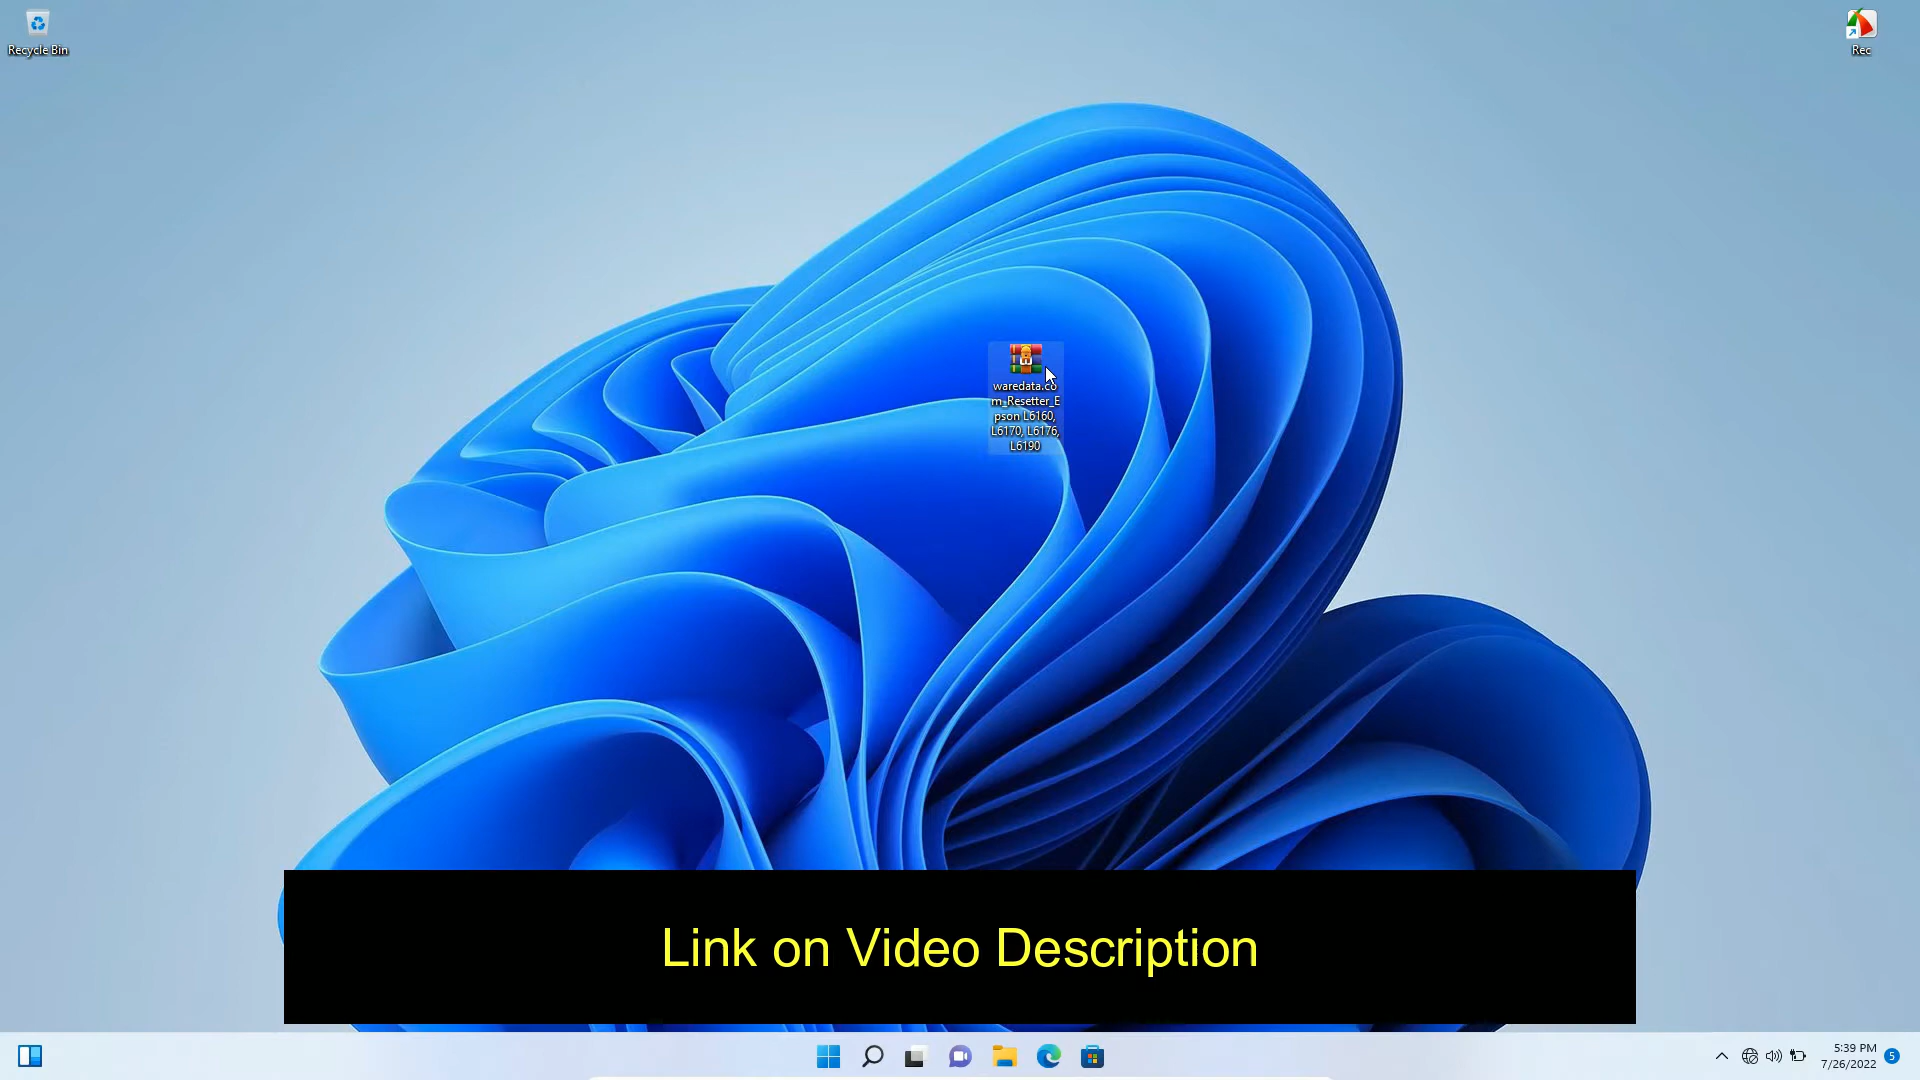 Recycle Bin
Rec
waredata.co
m_Resetter_E
pson L6160,
L6170, L6176,
L6190
Link on Video Description
5:39 PM
7/26/2022
5